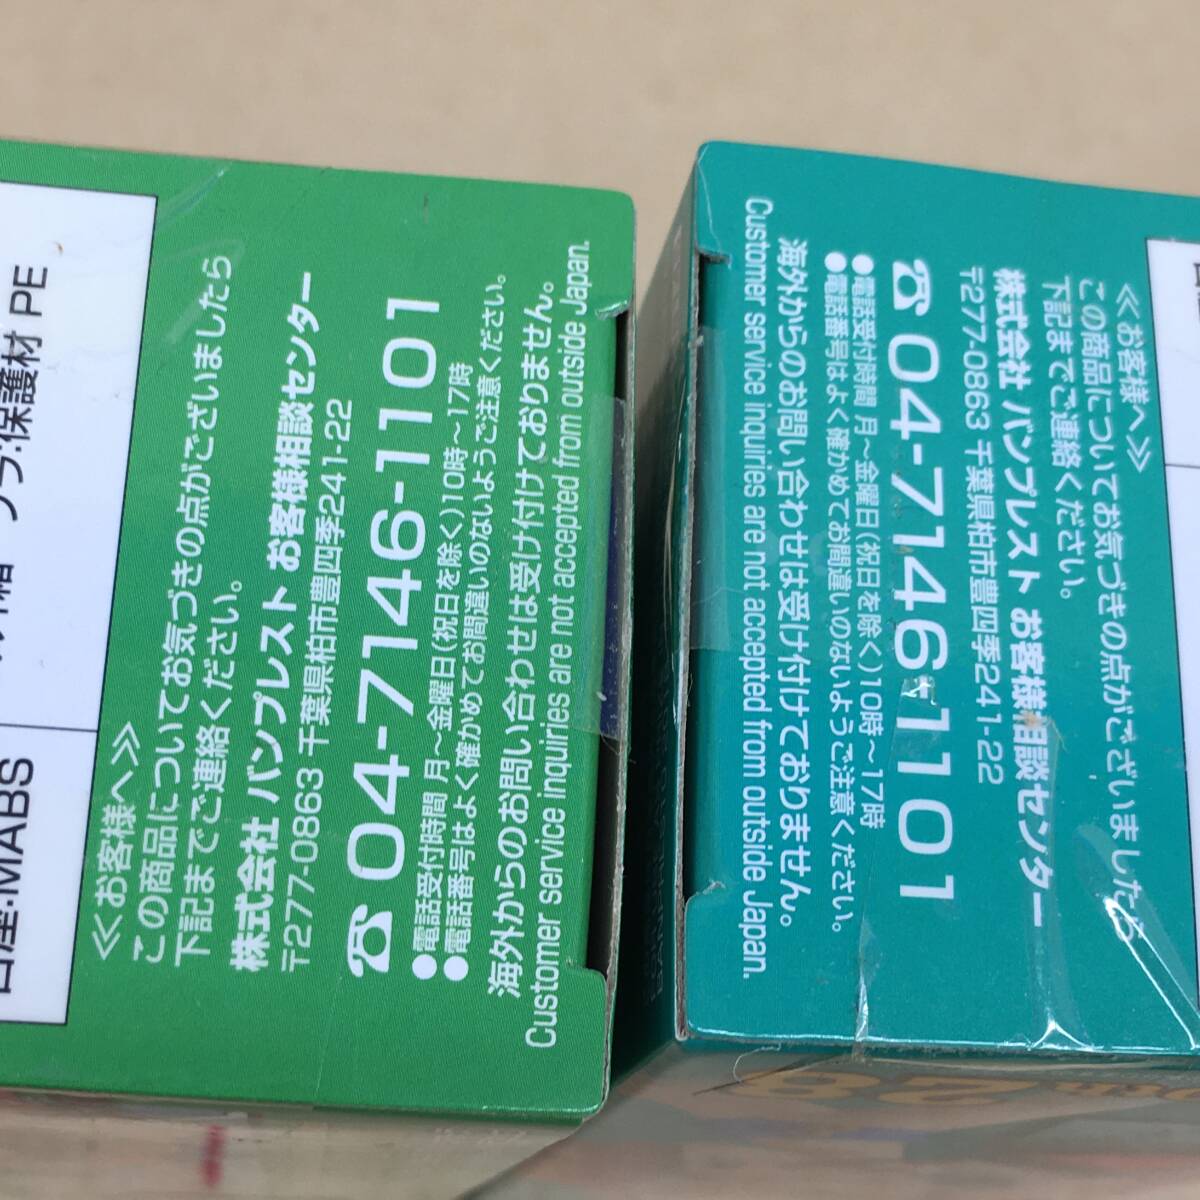 保護材 PE
台座:MABS
≪お客様へ≫
この商品についてお気づきの点がございましたら
下記までご連絡ください。
株式会社 バンプレスト お客様相談センター
〒277-0863 千葉県柏市豊四季241-22
☎04-7146-1101
●電話受付時間 月〜金曜日(祝日を除く)10時〜17時
●電話番号はよく確かめてお間違いのないようご注意ください。
海外からのお問い合わせは受け付けておりません。
Customer service inquiries are not accepted from outside Japan.
≪お客様へ≫
この商品についてお気づきの点がございましたら
下記までご連絡ください。
株式会社 バンプレスト お客様相談センター
〒277-0863 千葉県柏市豊四季241-22
☎04-7146-1101
●電話受付時間 月〜金曜日(祝日を除く)10時〜17時
●電話番号はよく確かめてお間違いのないようご注意ください。
海外からのお問い合わせは受け付けておりません。
Customer service inquiries are not accepted from outside Japan.